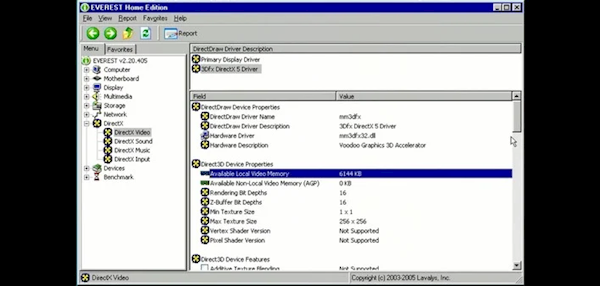 EVEREST Home Edition
File View Report Favorites Help
Report
Menu Favorites
EVEREST v2.20.405
Computer
Motherboard
Display
Multimedia
Storage
Network
DirectX
DirectX Video
DirectX Sound
DirectX Music
DirectX Input
Devices
Benchmark
DirectDraw Driver Description
Primary Display Driver
3Dfx DirectX 5 Driver
Field Value
DirectDraw Device Properties
DirectDraw Driver Name mm3dfx
DirectDraw Driver Description 3Dfx DirectX 5 Driver
Hardware Driver mm3dfx32.dll
Hardware Description Voodoo Graphics 3D Accelerator
Direct3D Device Properties
Available Local Video Memory 6144 KB
Available Non-Local Video Memory (AGP) 0 KB
Rendering Bit Depths 16
Z-Buffer Bit Depths 16
Min Texture Size 1 x 1
Max Texture Size 256 x 256
Vertex Shader Version Not Supported
Pixel Shader Version Not Supported
Direct3D Device Features
Additive Texture Blending Not Supported
DirectX Video Copyright (c) 2003-2005 Lavalys, Inc.